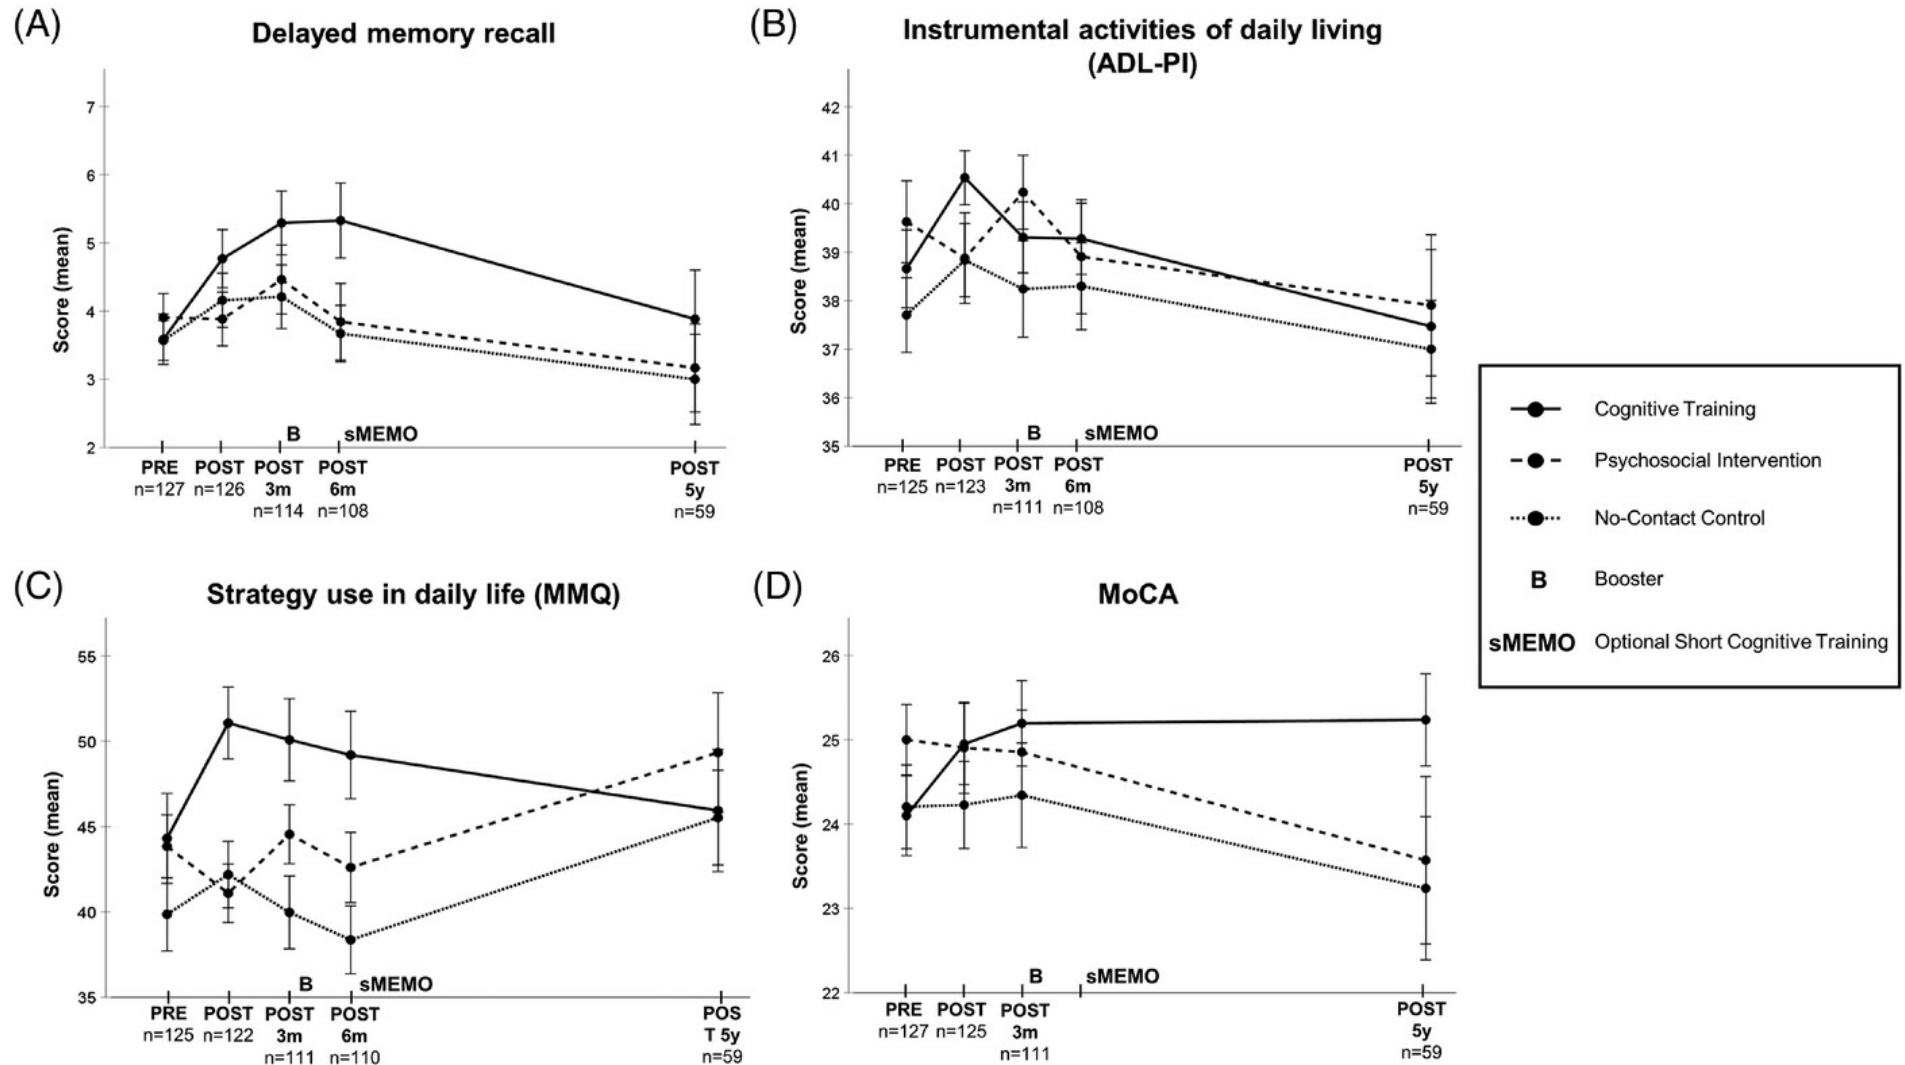 (A)
Delayed memory recall
Score (mean)
7
6
5
4
3
2
B
sMEMO
PRE
n=127
POST
n=126
POST
3m
n=114
POST
6m
n=108
POST
5y
n=59
(B)
Instrumental activities of daily living
(ADL-PI)
Score (mean)
42
41
40
39
38
37
36
35
B
sMEMO
PRE
n=125
POST
n=123
POST
3m
n=111
POST
6m
n=108
POST
5y
n=59
Cognitive Training
Psychosocial Intervention
No-Contact Control
B Booster
sMEMO Optional Short Cognitive Training
(C)
Strategy use in daily life (MMQ)
Score (mean)
55
50
45
40
35
B
sMEMO
PRE
n=125
POST
n=122
POST
3m
n=111
POST
6m
n=110
POS
T 5y
n=59
(D)
MoCA
Score (mean)
26
25
24
23
22
B
sMEMO
PRE
n=127
POST
n=125
POST
3m
n=111
POST
5y
n=59